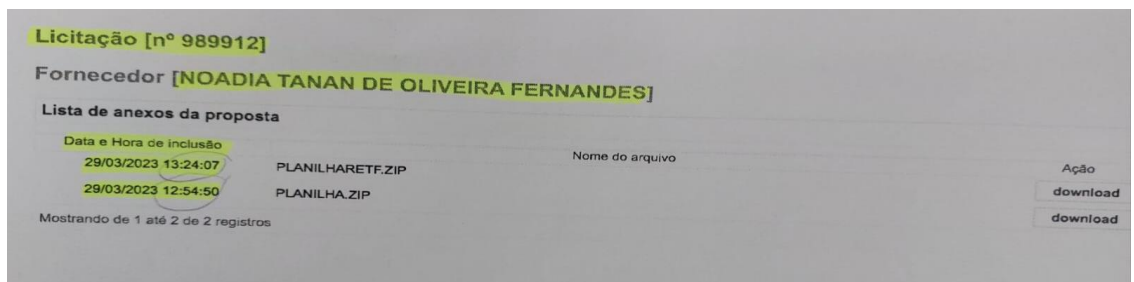 Licitação [nº 989912]
Fornecedor [NOADIA TANAN DE OLIVEIRA FERNANDES]
Lista de anexos da proposta
Data e Hora de inclusão Nome do arquivo Ação
29/03/2023 13:24:07 PLANILHARETF.ZIP download
29/03/2023 12:54:50 PLANILHA.ZIP download
Mostrando de 1 até 2 de 2 registros